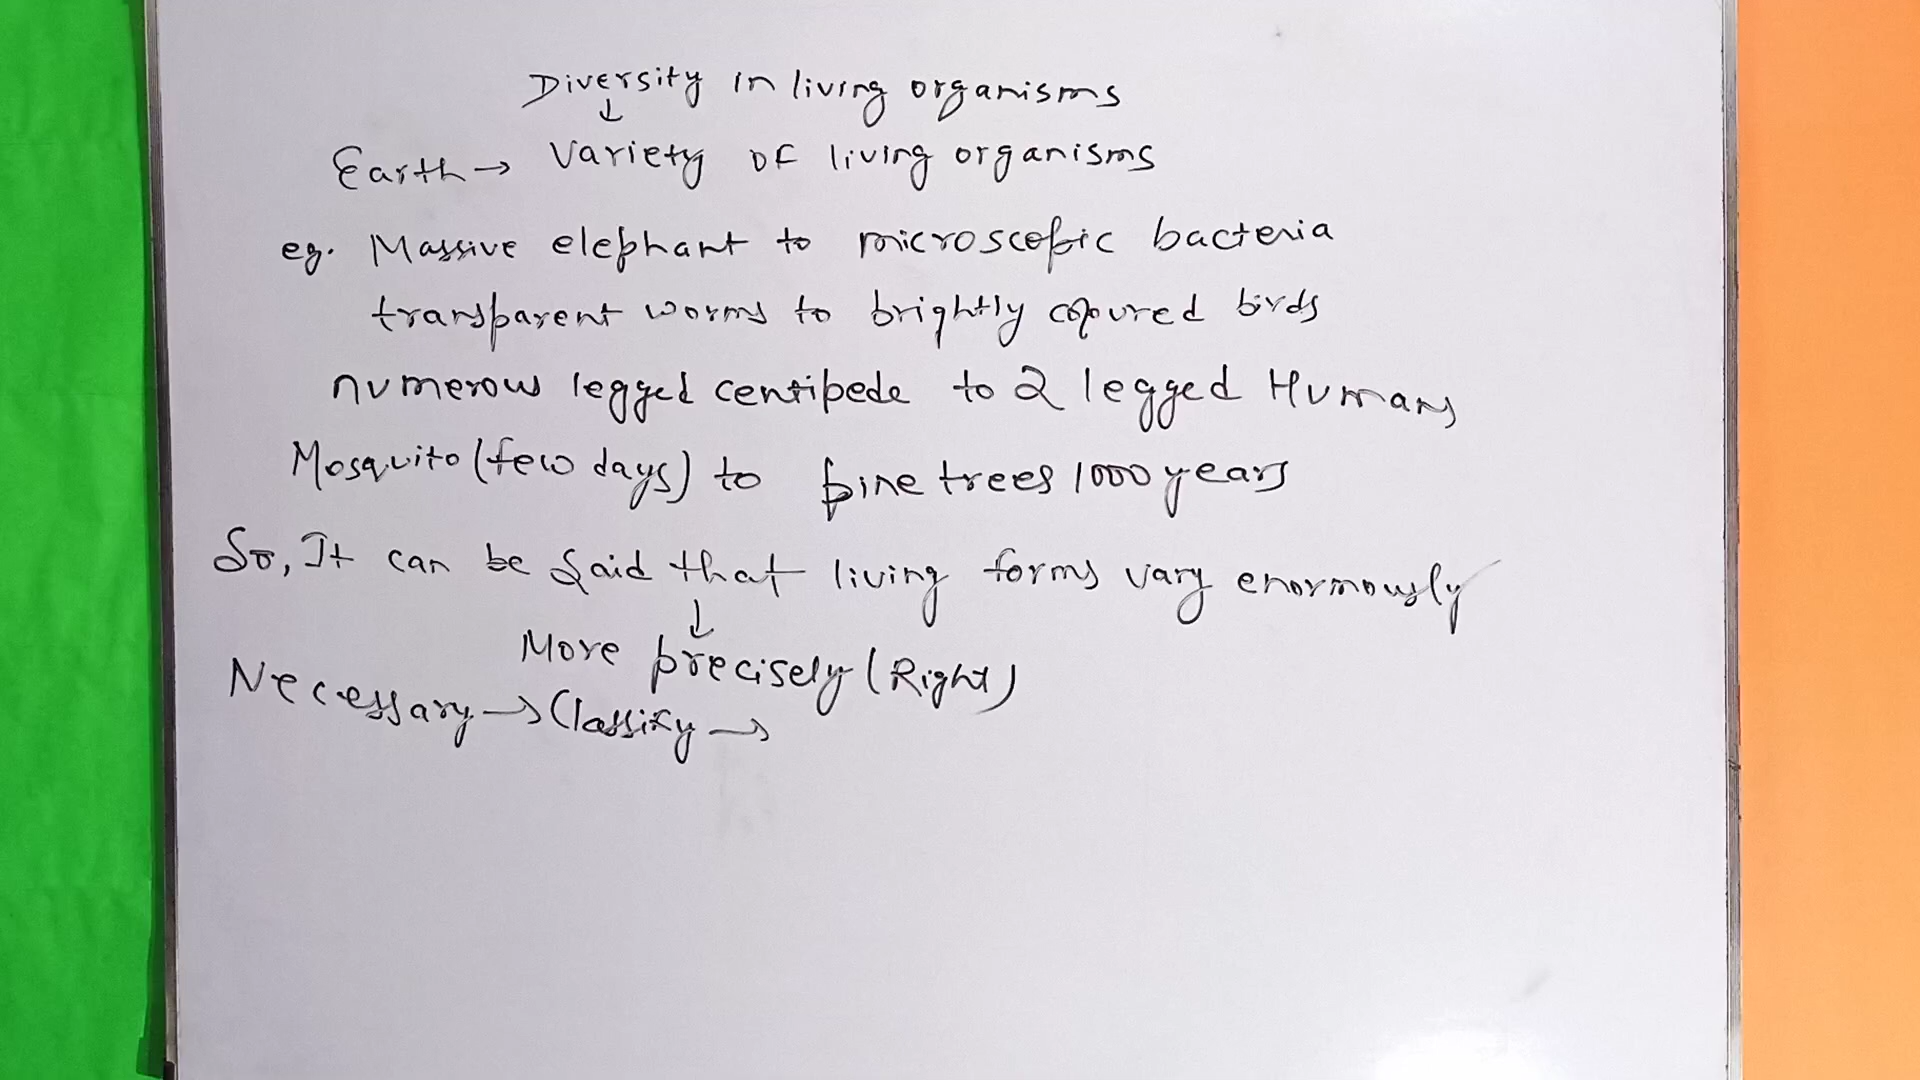 Diversity in living organisms
↓
Earth → Variety of living organisms
eg. Massive elephant to microscopic bacteria
transparent worms to brightly coloured birds
numerous legged centipede to 2 legged Humans
Mosquito (few days) to pine trees 1000 years
So, It can be said that living forms vary enormously
↓
More precisely (Right)
Necessary → Classify →